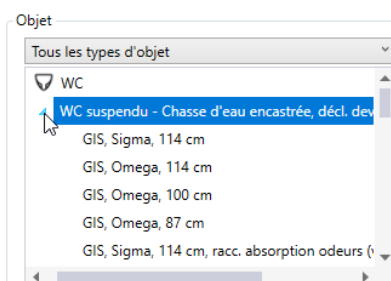 Objet
Tous les types d'objet
WC
WC suspendu - Chasse d'eau encastrée, décl. dev
GIS, Sigma, 114 cm
GIS, Omega, 114 cm
GIS, Omega, 100 cm
GIS, Omega, 87 cm
GIS, Sigma, 114 cm, racc. absorption odeurs (